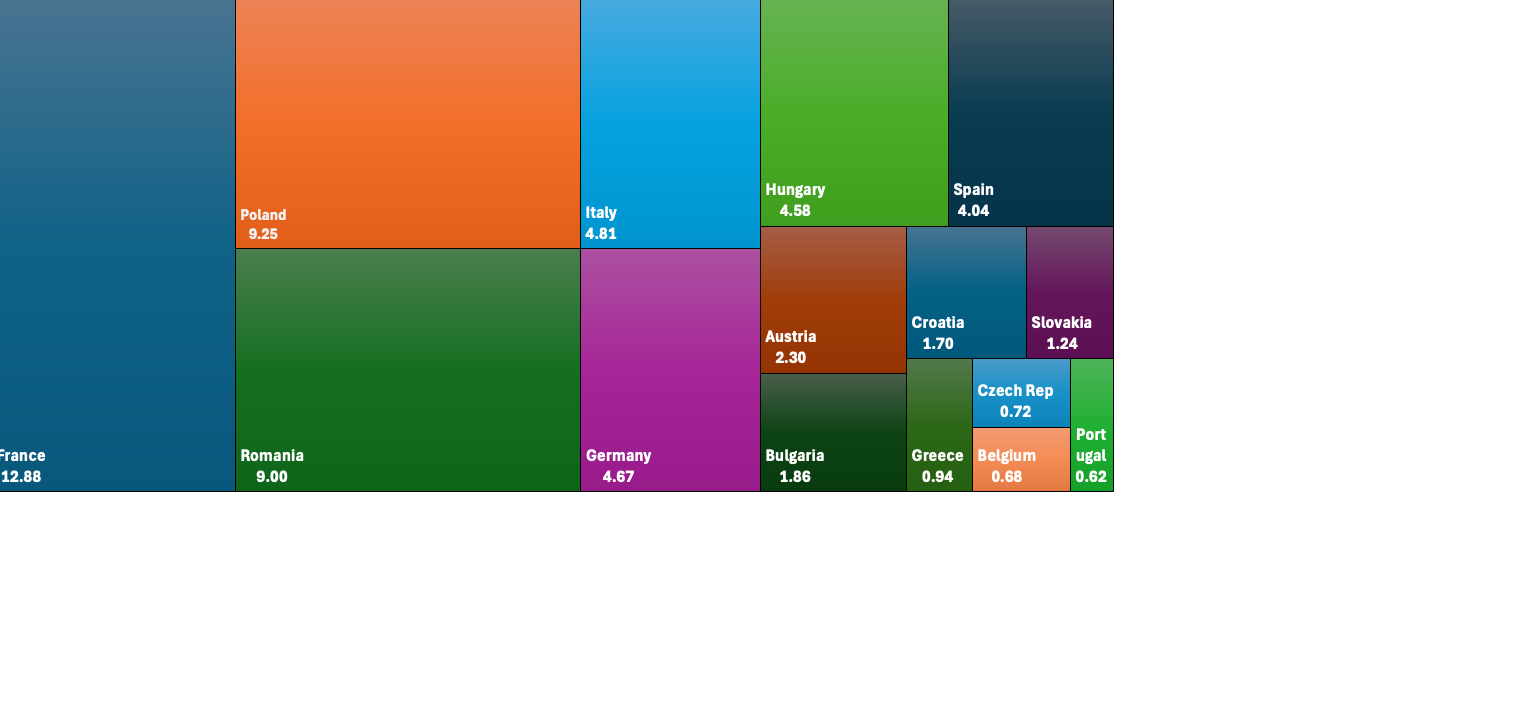 Poland
9.25
Italy
4.81
Hungary
4.58
Spain
4.04
Austria
2.30
Croatia
1.70
Slovakia
1.24
France
12.88
Romania
9.00
Germany
4.67
Bulgaria
1.86
Greece
0.94
Czech Rep
0.72
Belgium
0.68
Port
ugal
0.62